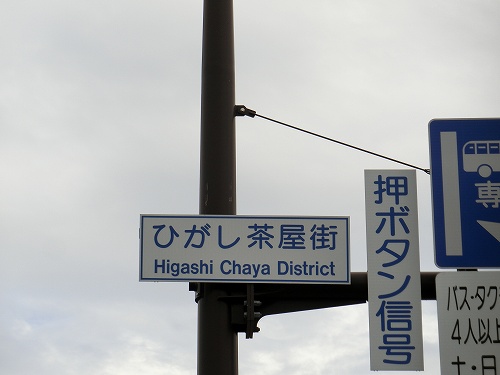 ひがし茶屋街
Higashi Chaya District
押ボタン信号
専
バス・タク
4人以上
土・日